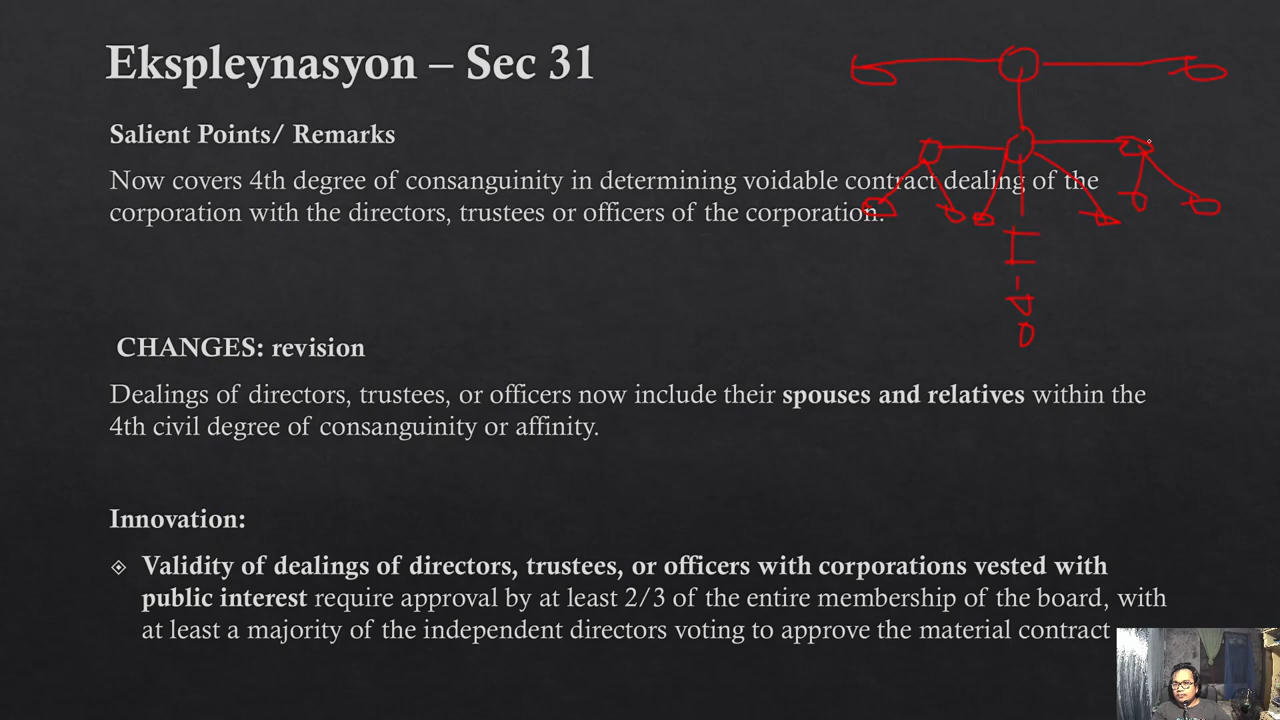 Ekspleynasyon – Sec 31
Salient Points/ Remarks
Now covers 4th degree of consanguinity in determining voidable contract dealing of the
corporation with the directors, trustees or officers of the corporation.
CHANGES: revision
Dealings of directors, trustees, or officers now include their spouses and relatives within the
4th civil degree of consanguinity or affinity.
Innovation:
Validity of dealings of directors, trustees, or officers with corporations vested with
public interest require approval by at least 2/3 of the entire membership of the board, with
at least a majority of the independent directors voting to approve the material contract